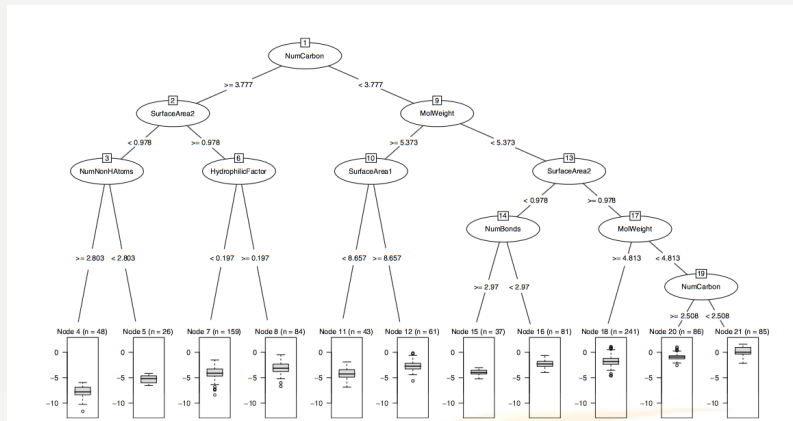 1
NumCarbon
>= 3.777 < 3.777
2 9
SurfaceArea2 MolWeight
< 0.978 >= 0.978 >= 5.373 < 5.373
3 6 10 13
NumNonHAtoms HydrophilicFactor SurfaceArea1 SurfaceArea2
< 0.978 >= 0.978
14 17
NumBonds MolWeight
>= 2.803 < 2.803 < 0.197 >= 0.197 < 8.657 >= 8.657 >= 4.813 < 4.813
19
NumCarbon
>= 2.97 < 2.97
>= 2.508 < 2.508
Node 4 (n = 48) Node 5 (n = 26) Node 7 (n = 159) Node 8 (n = 84) Node 11 (n = 43) Node 12 (n = 61) Node 15 (n = 37) Node 16 (n = 81) Node 18 (n = 241) Node 20 (n = 86) Node 21 (n = 85)
0 0 0 0 0 0 0 0 0 0 0
−5 −5 −5 −5 −5 −5 −5 −5 −5 −5 −5
−10 −10 −10 −10 −10 −10 −10 −10 −10 −10 −10